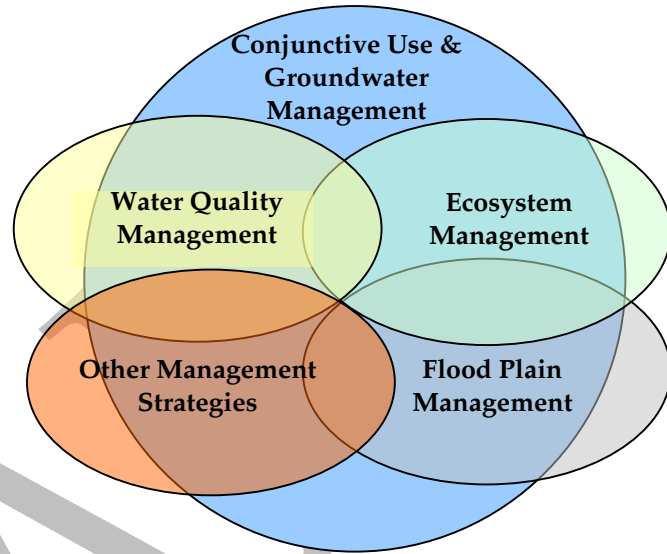 Conjunctive Use &
Groundwater
Management
Water Quality
Management
Ecosystem
Management
Other Management
Strategies
Flood Plain
Management